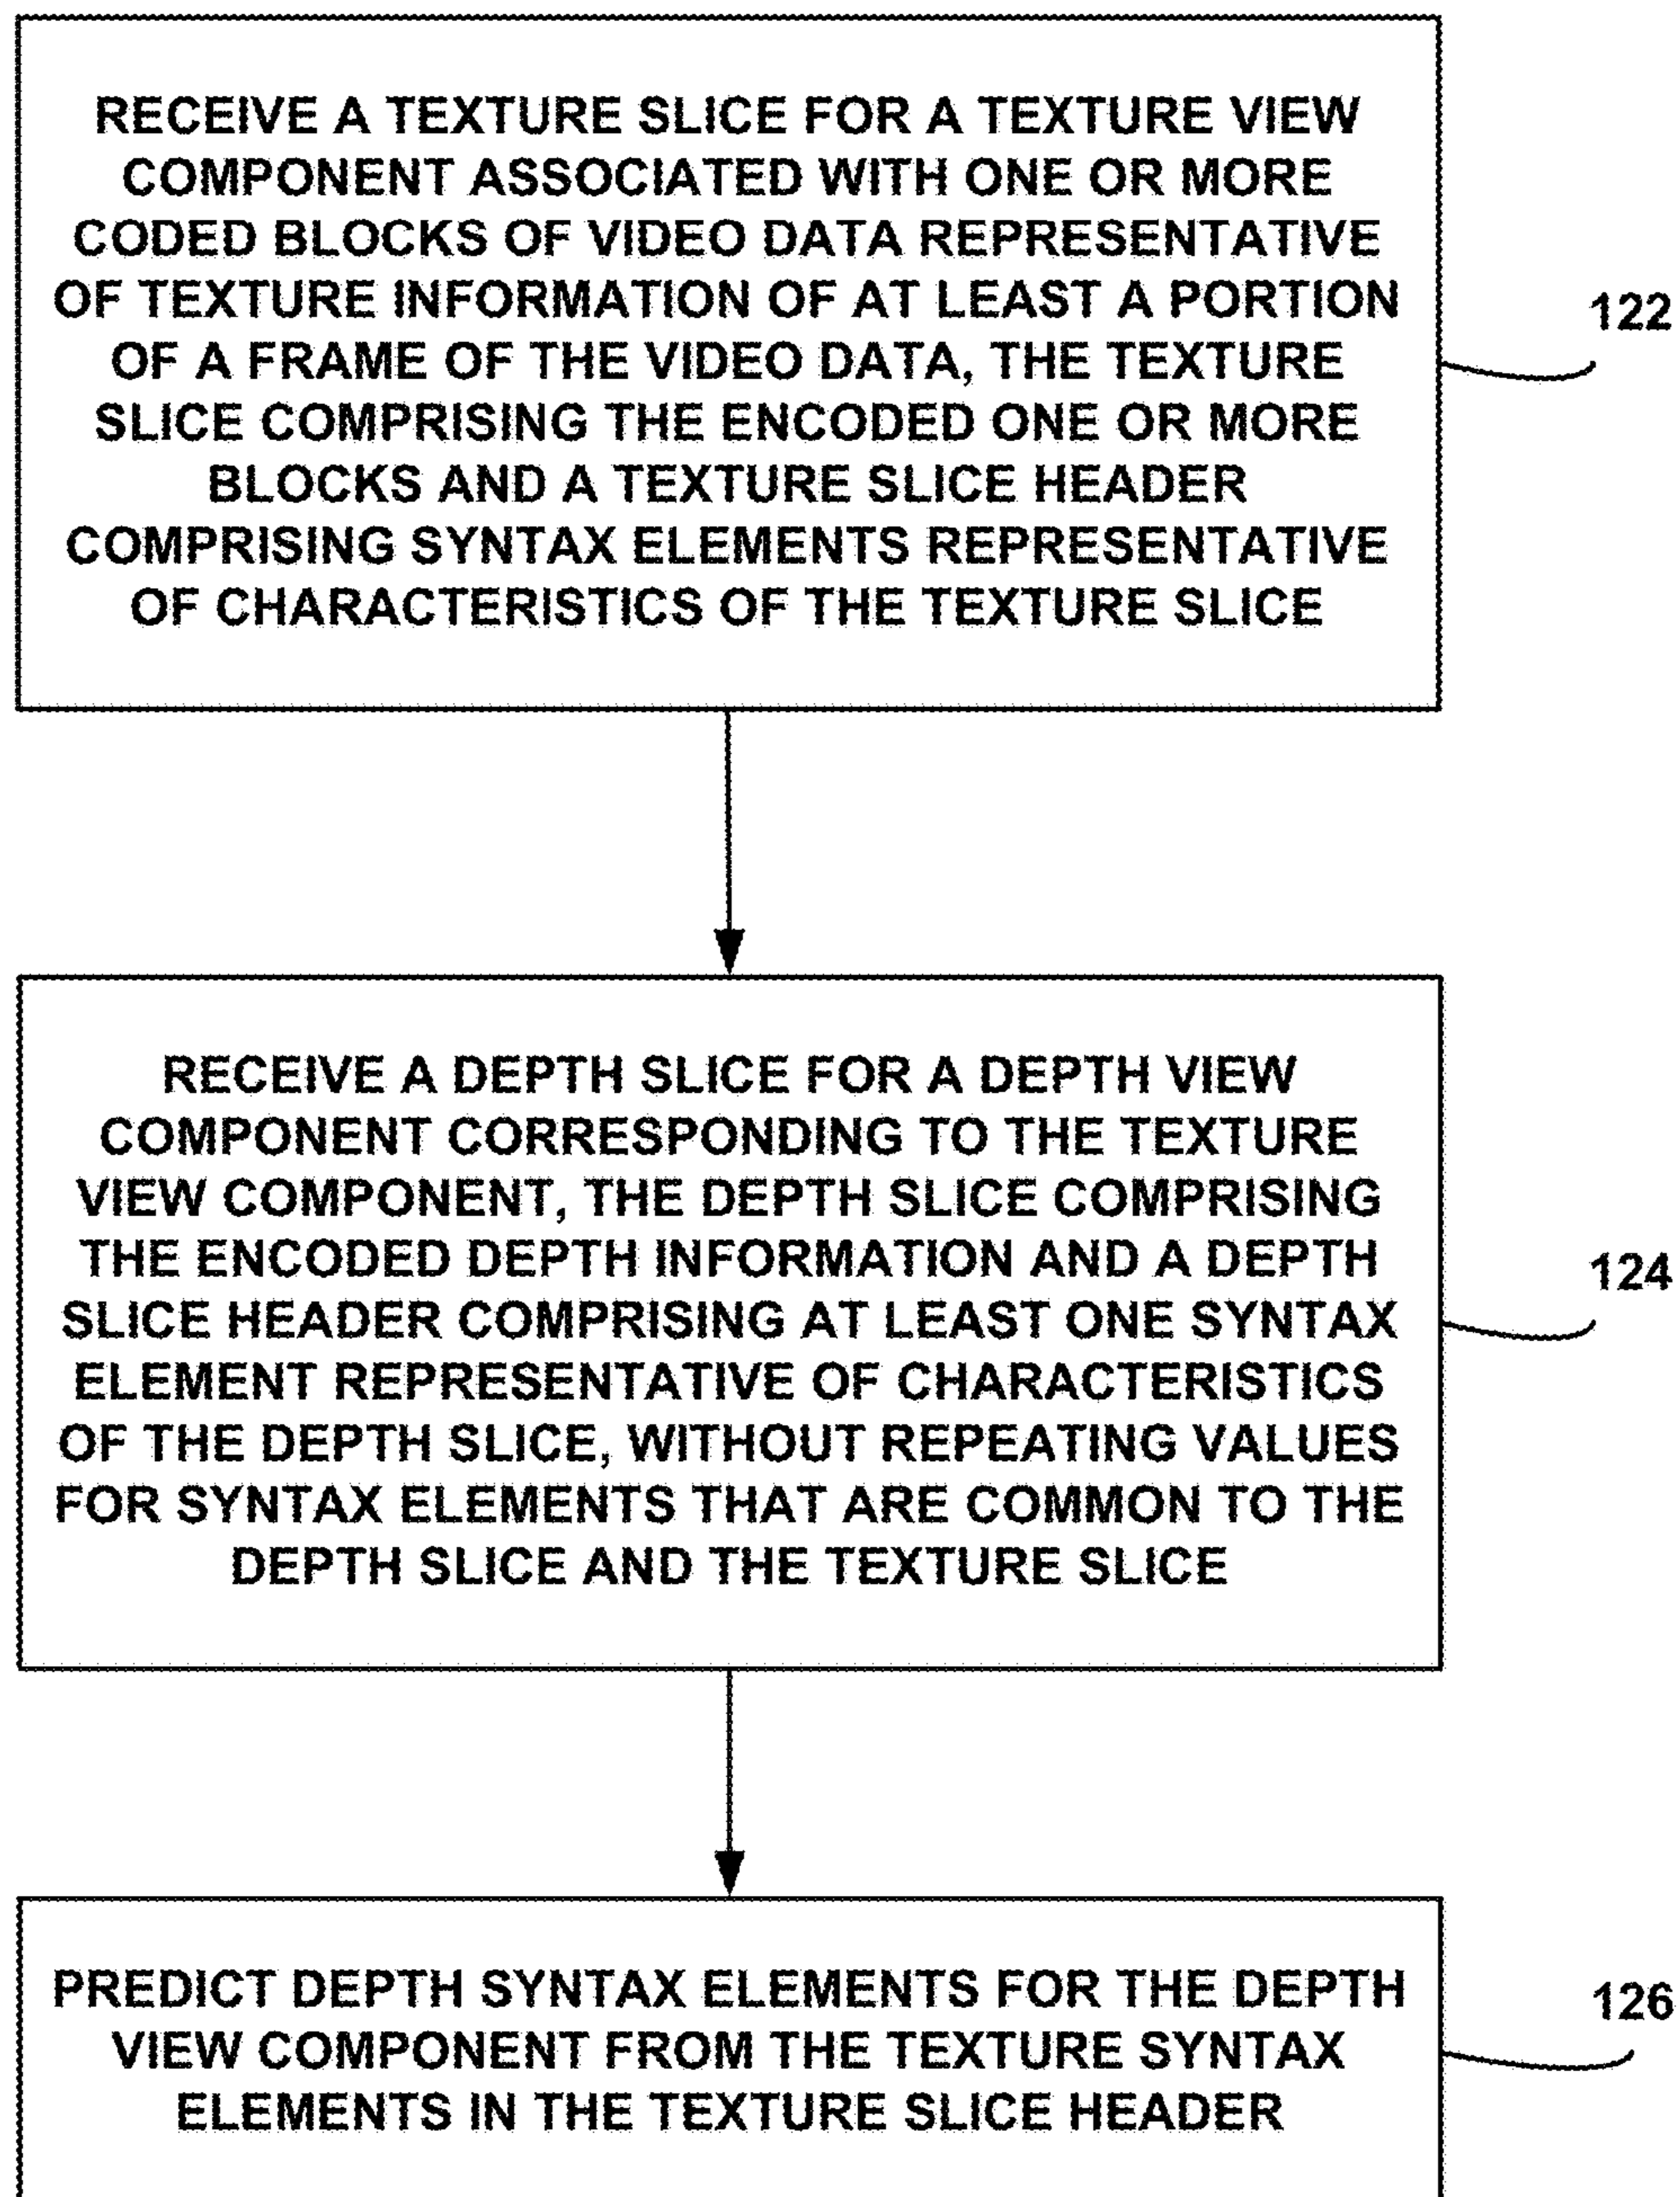 RECEIVE A TEXTURE SLICE FOR A TEXTURE VIEW
COMPONENT ASSOCIATED WITH ONE OR MORE
CODED BLOCKS OF VIDEO DATA REPRESENTATIVE
OF TEXTURE INFORMATION OF AT LEAST A PORTION
OF A FRAME OF THE VIDEO DATA, THE TEXTURE
SLICE COMPRISING THE ENCODED ONE OR MORE
BLOCKS AND A TEXTURE SLICE HEADER
COMPRISING SYNTAX ELEMENTS REPRESENTATIVE
OF CHARACTERISTICS OF THE TEXTURE SLICE
122
RECEIVE A DEPTH SLICE FOR A DEPTH VIEW
COMPONENT CORRESPONDING TO THE TEXTURE
VIEW COMPONENT, THE DEPTH SLICE COMPRISING
THE ENCODED DEPTH INFORMATION AND A DEPTH
SLICE HEADER COMPRISING AT LEAST ONE SYNTAX
ELEMENT REPRESENTATIVE OF CHARACTERISTICS
OF THE DEPTH SLICE, WITHOUT REPEATING VALUES
FOR SYNTAX ELEMENTS THAT ARE COMMON TO THE
DEPTH SLICE AND THE TEXTURE SLICE
124
PREDICT DEPTH SYNTAX ELEMENTS FOR THE DEPTH
VIEW COMPONENT FROM THE TEXTURE SYNTAX
ELEMENTS IN THE TEXTURE SLICE HEADER
126